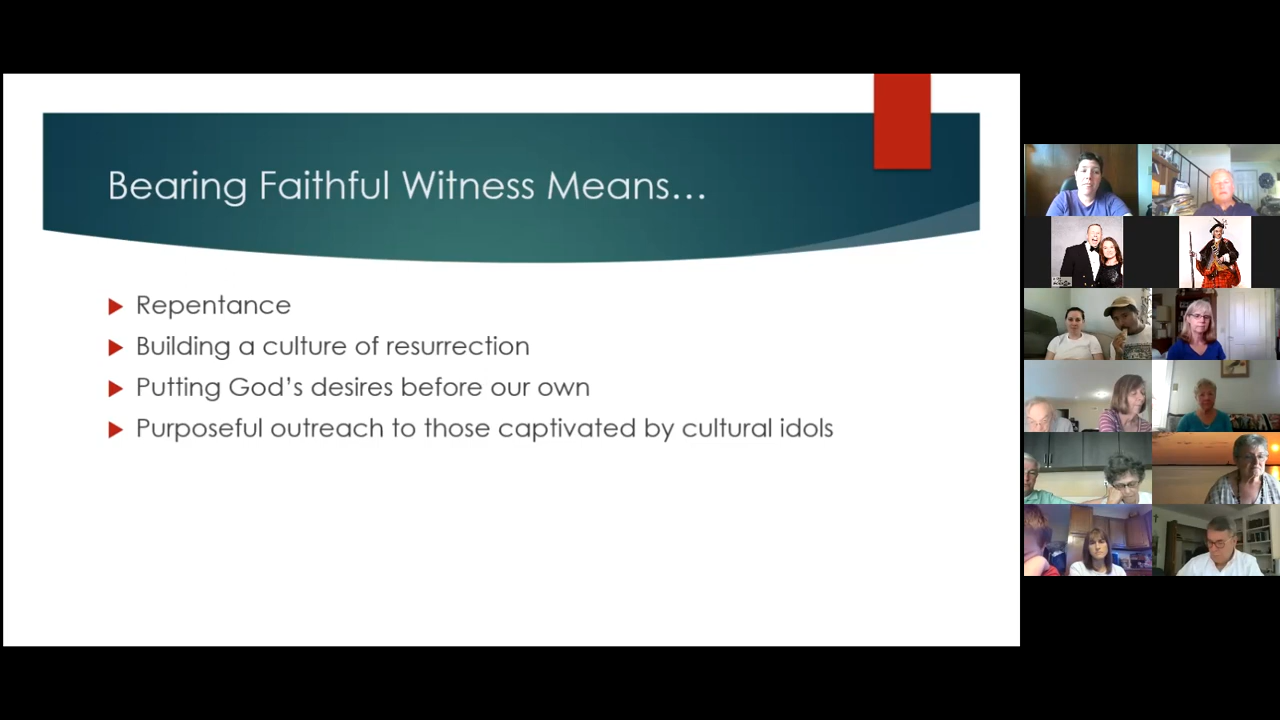 Bearing Faithful Witness Means…
Repentance
Building a culture of resurrection
Putting God’s desires before our own
Purposeful outreach to those captivated by cultural idols